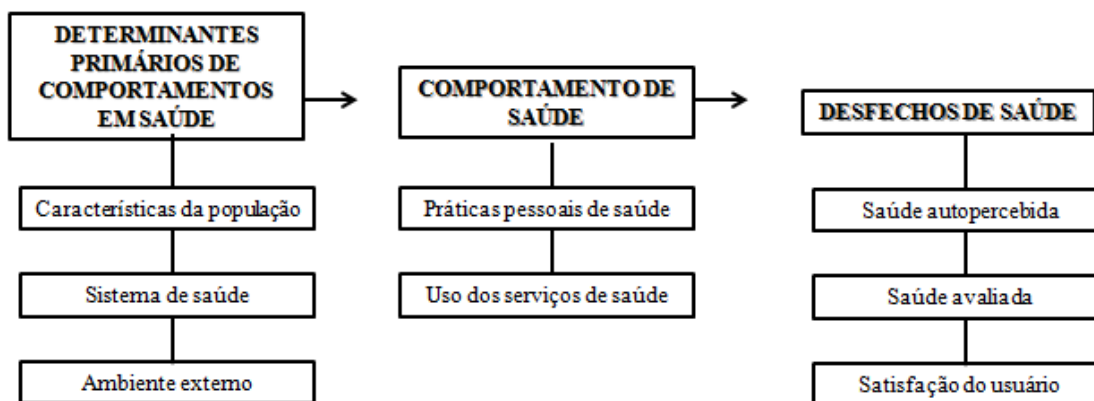 DETERMINANTES
PRIMÁRIOS DE
COMPORTAMENTOS
EM SAÚDE
Características da população
Sistema de saúde
Ambiente externo
COMPORTAMENTO DE
SAÚDE
Práticas pessoais de saúde
Uso dos serviços de saúde
DESFECHOS DE SAÚDE
Saúde autopercebida
Saúde avaliada
Satisfação do usuário